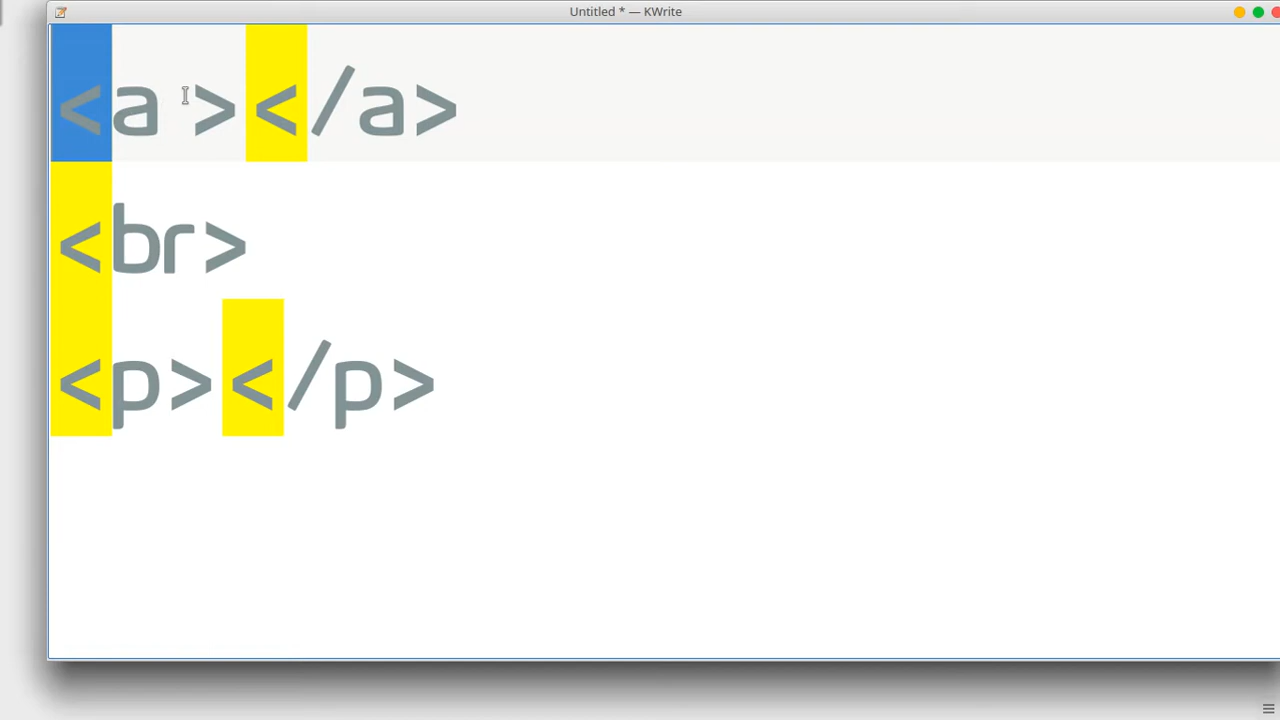 Untitled * — KWrite
<a ></a>
<br>
<p></p>